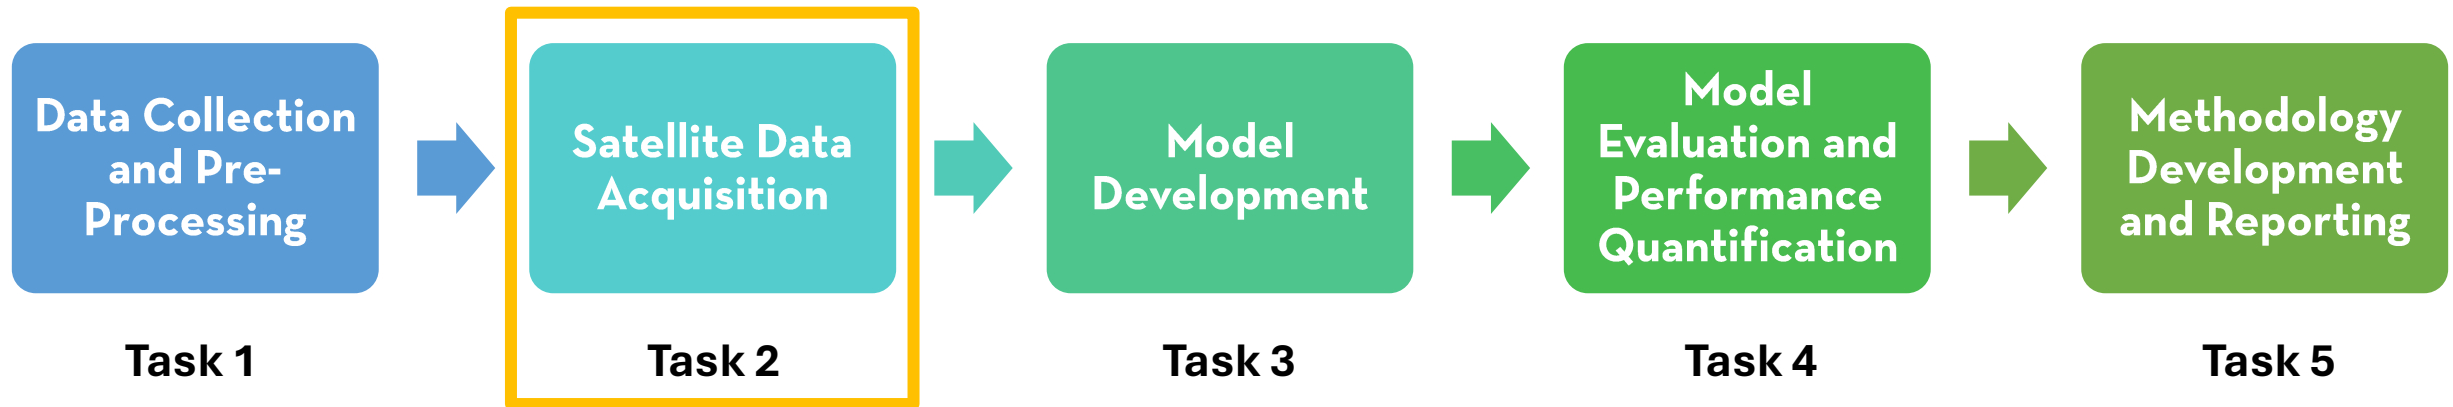 Data Collection
and Pre-
Processing
Task 1
Satellite Data
Acquisition
Task 2
Model
Development
Task 3
Model
Evaluation and
Performance
Quantification
Task 4
Methodology
Development
and Reporting
Task 5